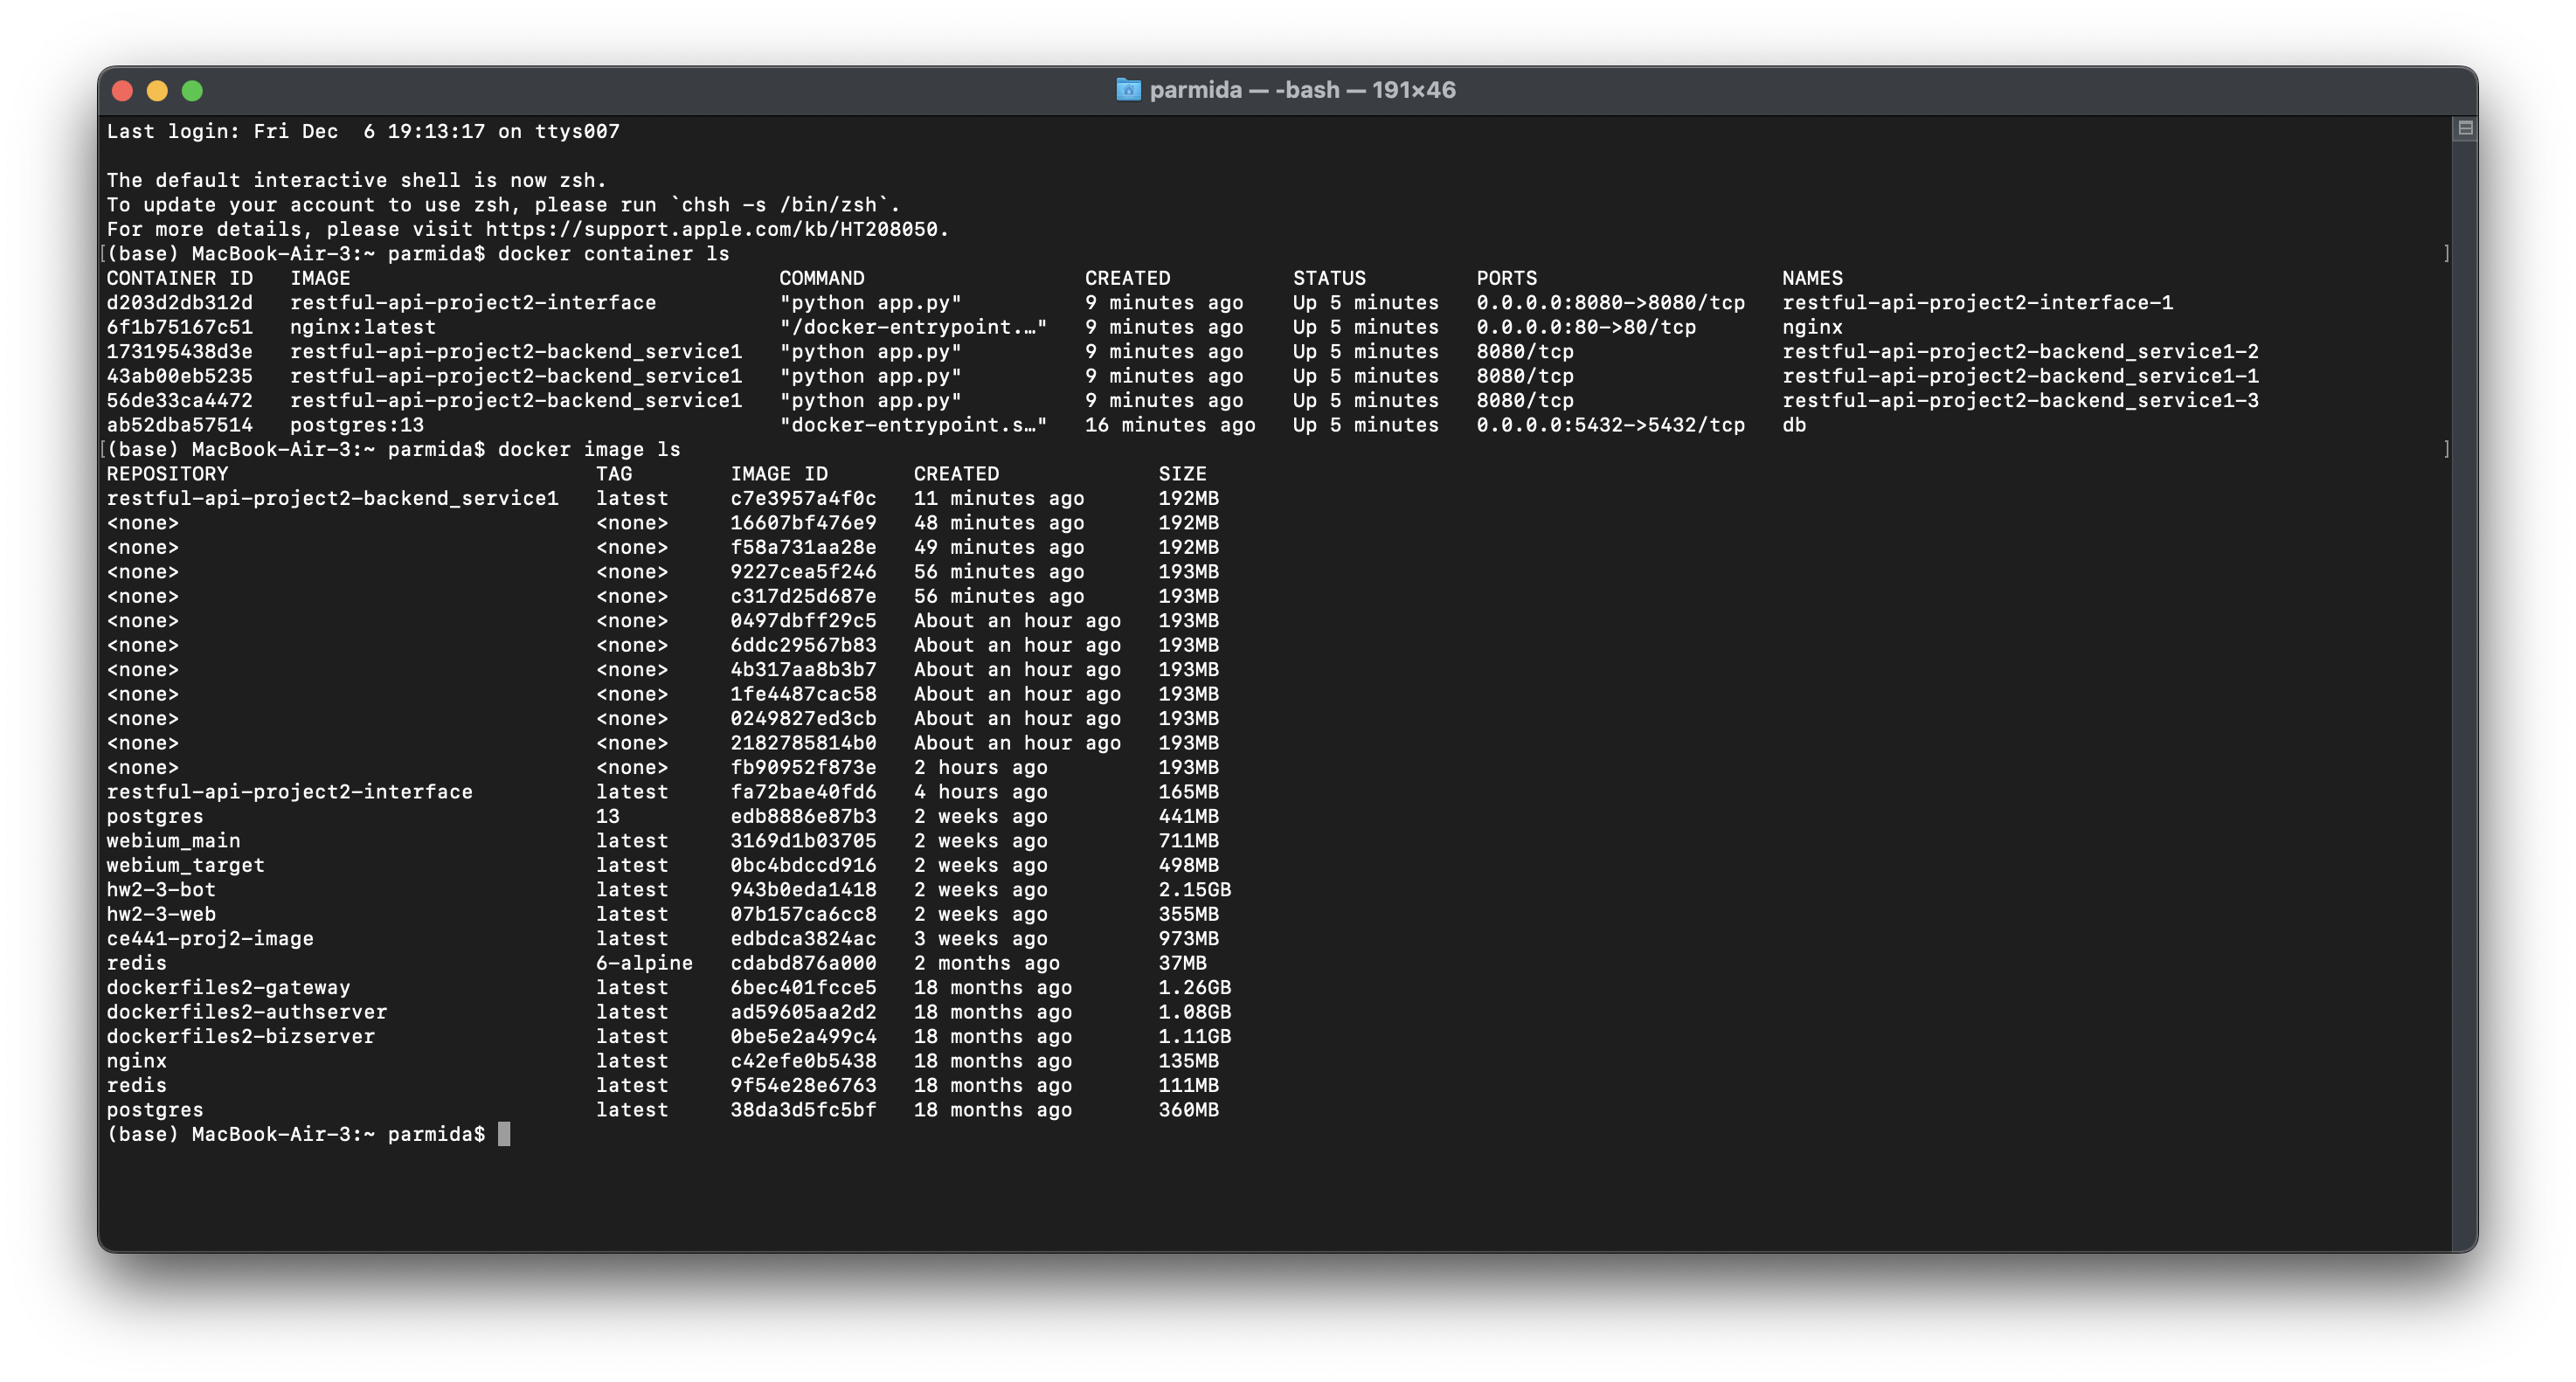 parmida — -bash — 191×46
Last login: Fri Dec  6 19:13:17 on ttys007
The default interactive shell is now zsh.
To update your account to use zsh, please run `chsh -s /bin/zsh`.
For more details, please visit https://support.apple.com/kb/HT208050.
[(base) MacBook-Air-3:~ parmida$ docker container ls ]
CONTAINER ID   IMAGE                                   COMMAND                  CREATED          STATUS         PORTS                    NAMES
d203d2db312d   restful-api-project2-interface          "python app.py"          9 minutes ago    Up 5 minutes   0.0.0.0:8080->8080/tcp   restful-api-project2-interface-1
6f1b75167c51   nginx:latest                            "/docker-entrypoint.…"   9 minutes ago    Up 5 minutes   0.0.0.0:80->80/tcp       nginx
173195438d3e   restful-api-project2-backend_service1   "python app.py"          9 minutes ago    Up 5 minutes   8080/tcp                 restful-api-project2-backend_service1-2
43ab00eb5235   restful-api-project2-backend_service1   "python app.py"          9 minutes ago    Up 5 minutes   8080/tcp                 restful-api-project2-backend_service1-1
56de33ca4472   restful-api-project2-backend_service1   "python app.py"          9 minutes ago    Up 5 minutes   8080/tcp                 restful-api-project2-backend_service1-3
ab52dba57514   postgres:13                             "docker-entrypoint.s…"   16 minutes ago   Up 5 minutes   0.0.0.0:5432->5432/tcp   db
[(base) MacBook-Air-3:~ parmida$ docker image ls ]
REPOSITORY                              TAG        IMAGE ID       CREATED             SIZE
restful-api-project2-backend_service1   latest     c7e3957a4f0c   11 minutes ago      192MB
<none>                                  <none>     16607bf476e9   48 minutes ago      192MB
<none>                                  <none>     f58a731aa28e   49 minutes ago      192MB
<none>                                  <none>     9227cea5f246   56 minutes ago      193MB
<none>                                  <none>     c317d25d687e   56 minutes ago      193MB
<none>                                  <none>     0497dbff29c5   About an hour ago   193MB
<none>                                  <none>     6ddc29567b83   About an hour ago   193MB
<none>                                  <none>     4b317aa8b3b7   About an hour ago   193MB
<none>                                  <none>     1fe4487cac58   About an hour ago   193MB
<none>                                  <none>     0249827ed3cb   About an hour ago   193MB
<none>                                  <none>     2182785814b0   About an hour ago   193MB
<none>                                  <none>     fb90952f873e   2 hours ago         193MB
restful-api-project2-interface          latest     fa72bae40fd6   4 hours ago         165MB
postgres                                13         edb8886e87b3   2 weeks ago         441MB
webium_main                             latest     3169d1b03705   2 weeks ago         711MB
webium_target                           latest     0bc4bdccd916   2 weeks ago         498MB
hw2-3-bot                               latest     943b0eda1418   2 weeks ago         2.15GB
hw2-3-web                               latest     07b157ca6cc8   2 weeks ago         355MB
ce441-proj2-image                       latest     edbdca3824ac   3 weeks ago         973MB
redis                                   6-alpine   cdabd876a000   2 months ago        37MB
dockerfiles2-gateway                    latest     6bec401fcce5   18 months ago       1.26GB
dockerfiles2-authserver                 latest     ad59605aa2d2   18 months ago       1.08GB
dockerfiles2-bizserver                  latest     0be5e2a499c4   18 months ago       1.11GB
nginx                                   latest     c42efe0b5438   18 months ago       135MB
redis                                   latest     9f54e28e6763   18 months ago       111MB
postgres                                latest     38da3d5fc5bf   18 months ago       360MB
(base) MacBook-Air-3:~ parmida$